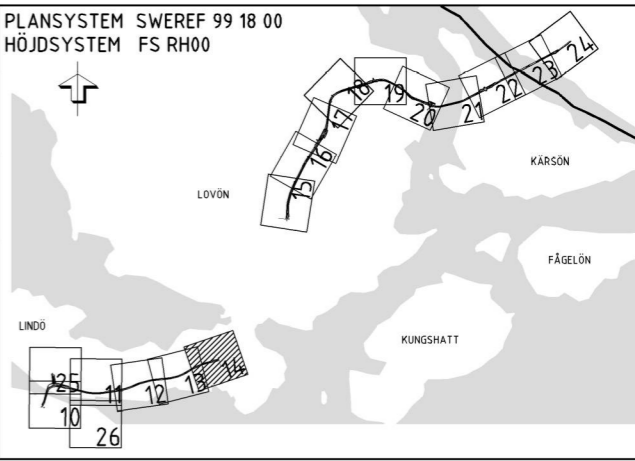 PLANSYSTEM SWEREF 99 18 00
HÖJDSYSTEM FS RH00
24
23
22
21
20
19
18
17
16
15
KÄRSÖN
LOVÖN
FÅGELÖN
LINDÖ
KUNGSHATT
14
13
12
11
25
10
26